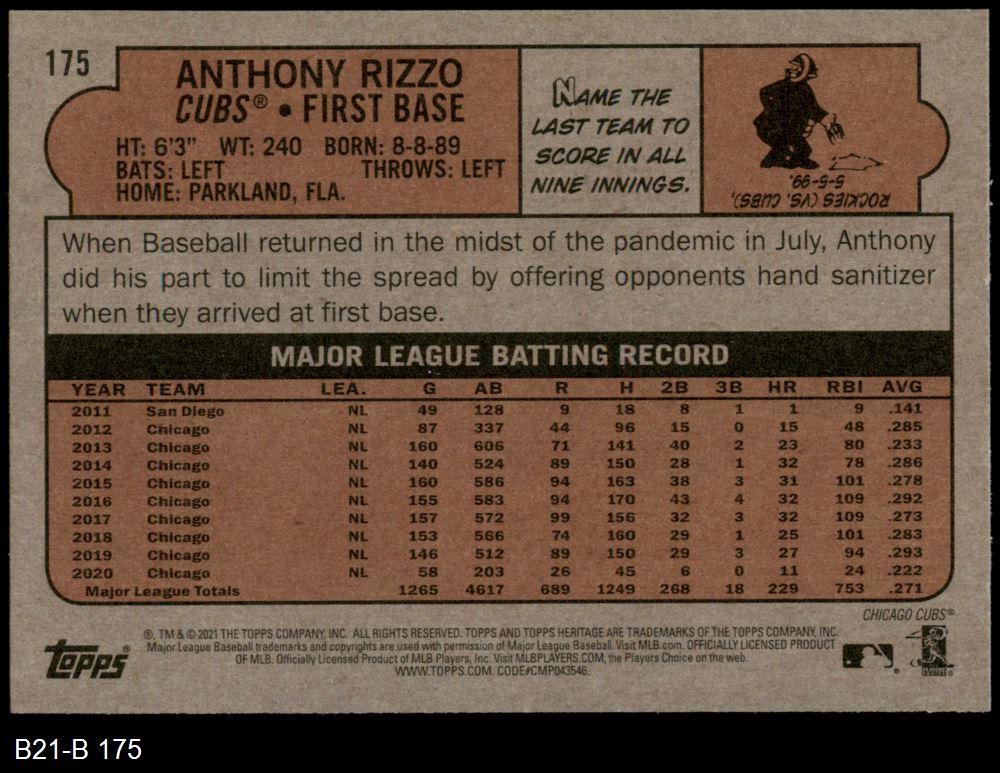 175
ANTHONY RIZZO
CUBS® • FIRST BASE
HT: 6'3" WT: 240 BORN: 8-8-89
BATS: LEFT THROWS: LEFT
HOME: PARKLAND, FLA.
NAME THE
LAST TEAM TO
SCORE IN ALL
NINE INNINGS.
ROCKIES (VS. CUBS),
5-5-99.
When Baseball returned in the midst of the pandemic in July, Anthony
did his part to limit the spread by offering opponents hand sanitizer
when they arrived at first base.
MAJOR LEAGUE BATTING RECORD
YEAR TEAM LEA. G AB R H 2B 3B HR RBI AVG
2011 San Diego NL 49 128 9 18 8 1 1 9 .141
2012 Chicago NL 87 337 44 96 15 0 15 48 .285
2013 Chicago NL 160 606 71 141 40 2 23 80 .233
2014 Chicago NL 140 524 89 150 28 1 32 78 .286
2015 Chicago NL 160 586 94 163 38 3 31 101 .278
2016 Chicago NL 155 583 94 170 43 4 32 109 .292
2017 Chicago NL 157 572 99 156 32 3 32 109 .273
2018 Chicago NL 153 566 74 160 29 1 25 101 .283
2019 Chicago NL 146 512 89 150 29 3 27 94 .293
2020 Chicago NL 58 203 26 45 6 0 11 24 .222
Major League Totals 1265 4617 689 1249 268 18 229 753 .271
CHICAGO CUBS®
®, TM & © 2021 THE TOPPS COMPANY, INC. ALL RIGHTS RESERVED. TOPPS AND TOPPS HERITAGE ARE TRADEMARKS OF THE TOPPS COMPANY, INC.
Major League Baseball trademarks and copyrights are used with permission of Major League Baseball. Visit MLB.com. OFFICIALLY LICENSED PRODUCT
OF MLB. Officially Licensed Product of MLB Players, Inc. Visit MLBPLAYERS.COM, the Players Choice on the web.
WWW.TOPPS.COM. CODE#CMP043546.
topps®
B21-B 175